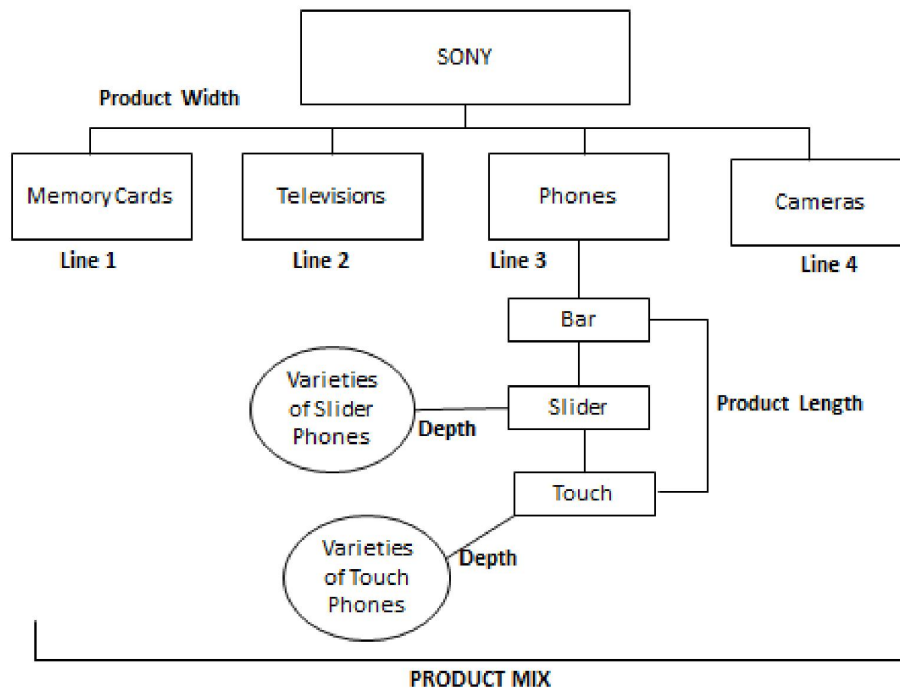 SONY
Product Width
Memory Cards
Televisions
Phones
Cameras
Line 1
Line 2
Line 3
Line 4
Bar
Varieties
of Slider
Phones
Depth
Slider
Product Length
Touch
Varieties
of Touch
Phones
Depth
PRODUCT MIX